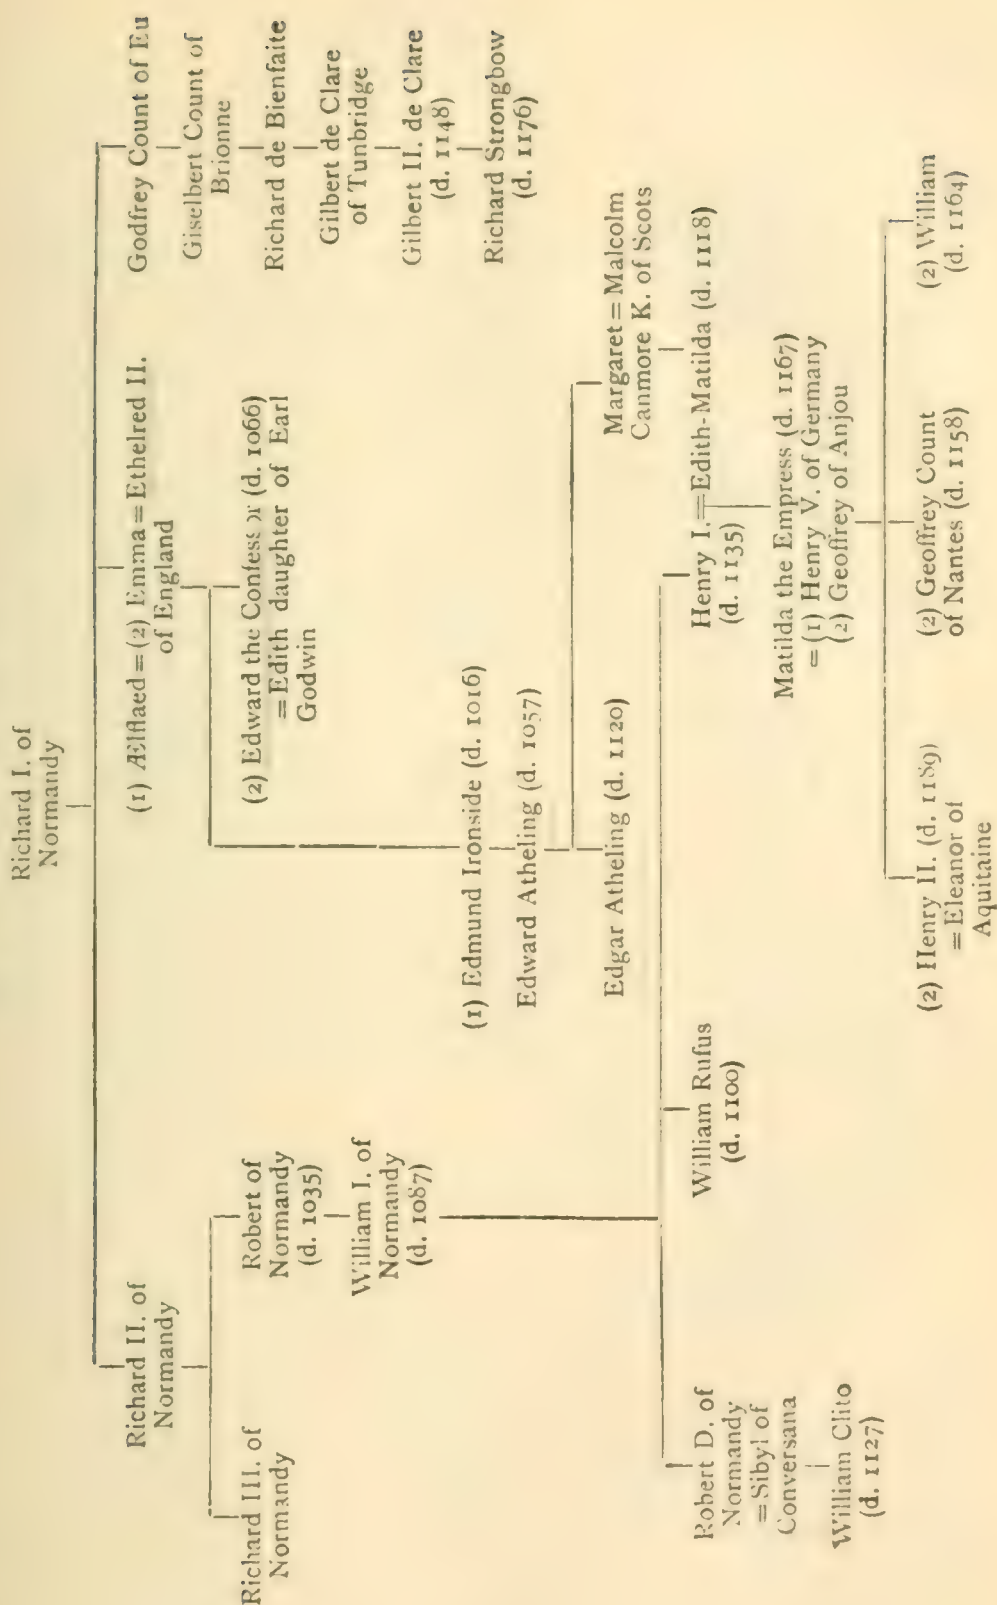 Richard I. of
Normandy
Richard II. of
Normandy
(1) Ælflaed = (2) Emma = Ethelred II.
of England
Godfrey Count of Eu
Giselbert Count of
Brionne
Richard III. of
Normandy
Robert of
Normandy
(d. 1035)
(2) Edward the Confessor (d. 1066)
= Edith daughter of Earl
Godwin
Richard de Bienfaite
William I. of
Normandy
(d. 1087)
Gilbert de Clare
of Tunbridge
Gilbert II. de Clare
(d. 1148)
(1) Edmund Ironside (d. 1016)
Richard Strongbow
(d. 1176)
Edward Atheling (d. 1057)
Edgar Atheling (d. 1120)
Margaret = Malcolm
Canmore K. of Scots
Robert D. of
Normandy
= Sibyl of
Conversana
William Rufus
(d. 1100)
Henry I. = Edith-Matilda (d. 1118)
(d. 1135)
Matilda the Empress (d. 1167)
= (1) Henry V. of Germany
(2) Geoffrey of Anjou
William Clito
(d. 1127)
(2) Henry II. (d. 1189)
= Eleanor of
Aquitaine
(2) Geoffrey Count
of Nantes (d. 1158)
(2) William
(d. 1164)